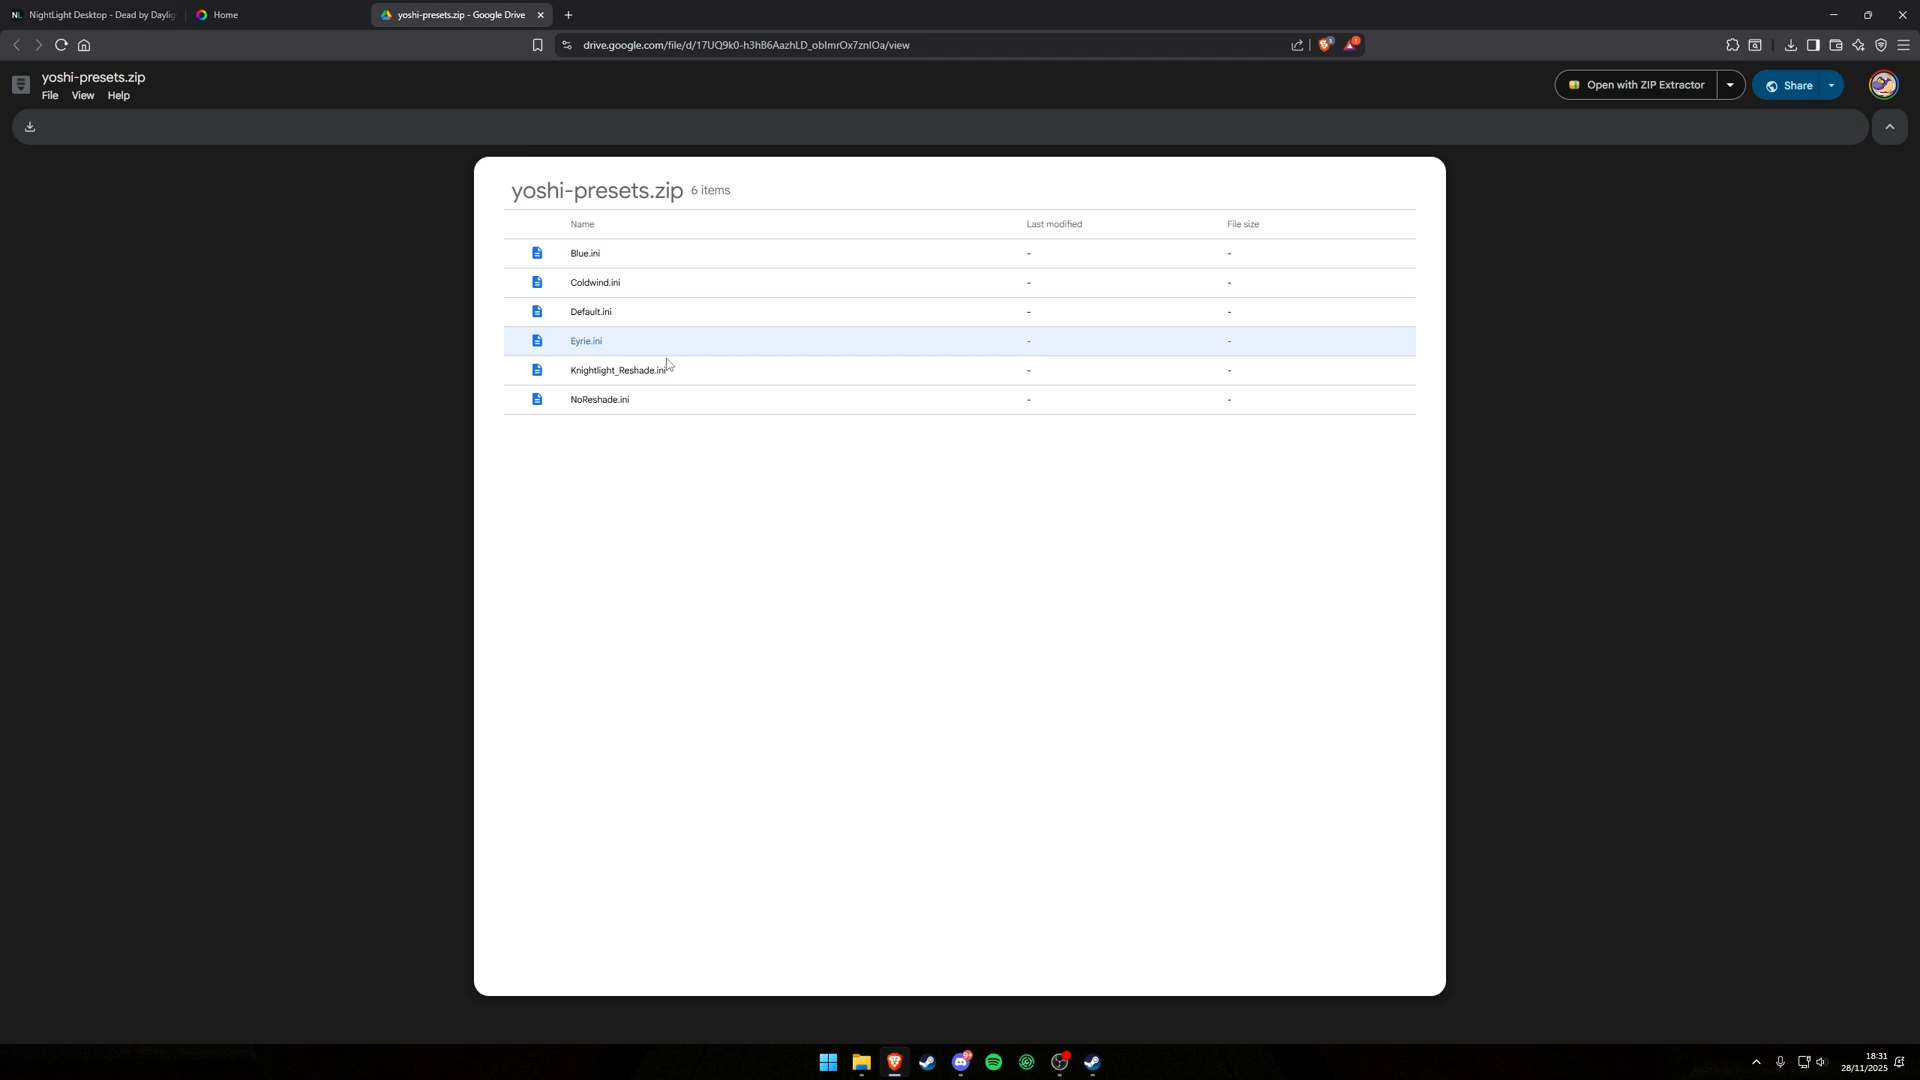 NightLight Desktop - Dead by Daylig
Home
yoshi-presets.zip - Google Drive
drive.google.com/file/d/17UQ9k0-h3hB6AazhLD_oblmrOx7znlOa/view
yoshi-presets.zip
File View Help
Open with ZIP Extractor
Share
yoshi-presets.zip 6 items
Name Last modified File size
Blue.ini - -
Coldwind.ini - -
Default.ini - -
Eyrie.ini - -
Knightlight_Reshade.ini - -
NoReshade.ini - -
18:31
28/11/2025